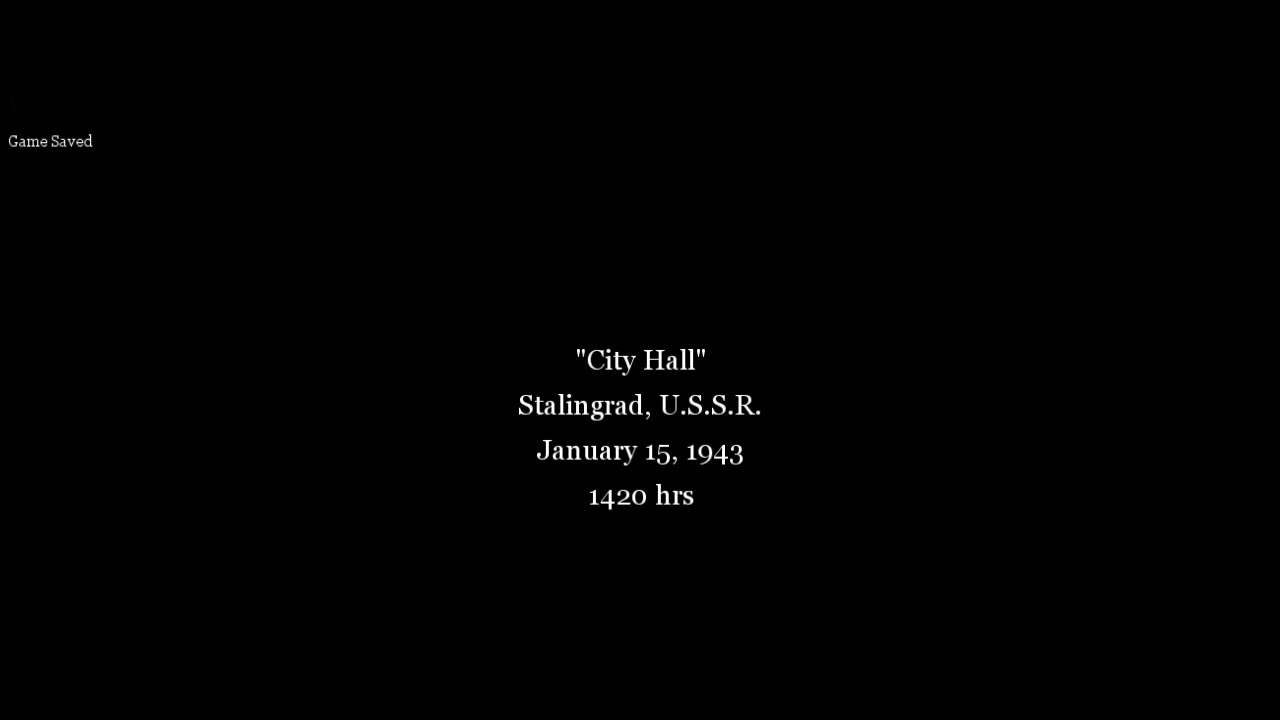 Game Saved
"City Hall"
Stalingrad, U.S.S.R.
January 15, 1943
1420 hrs